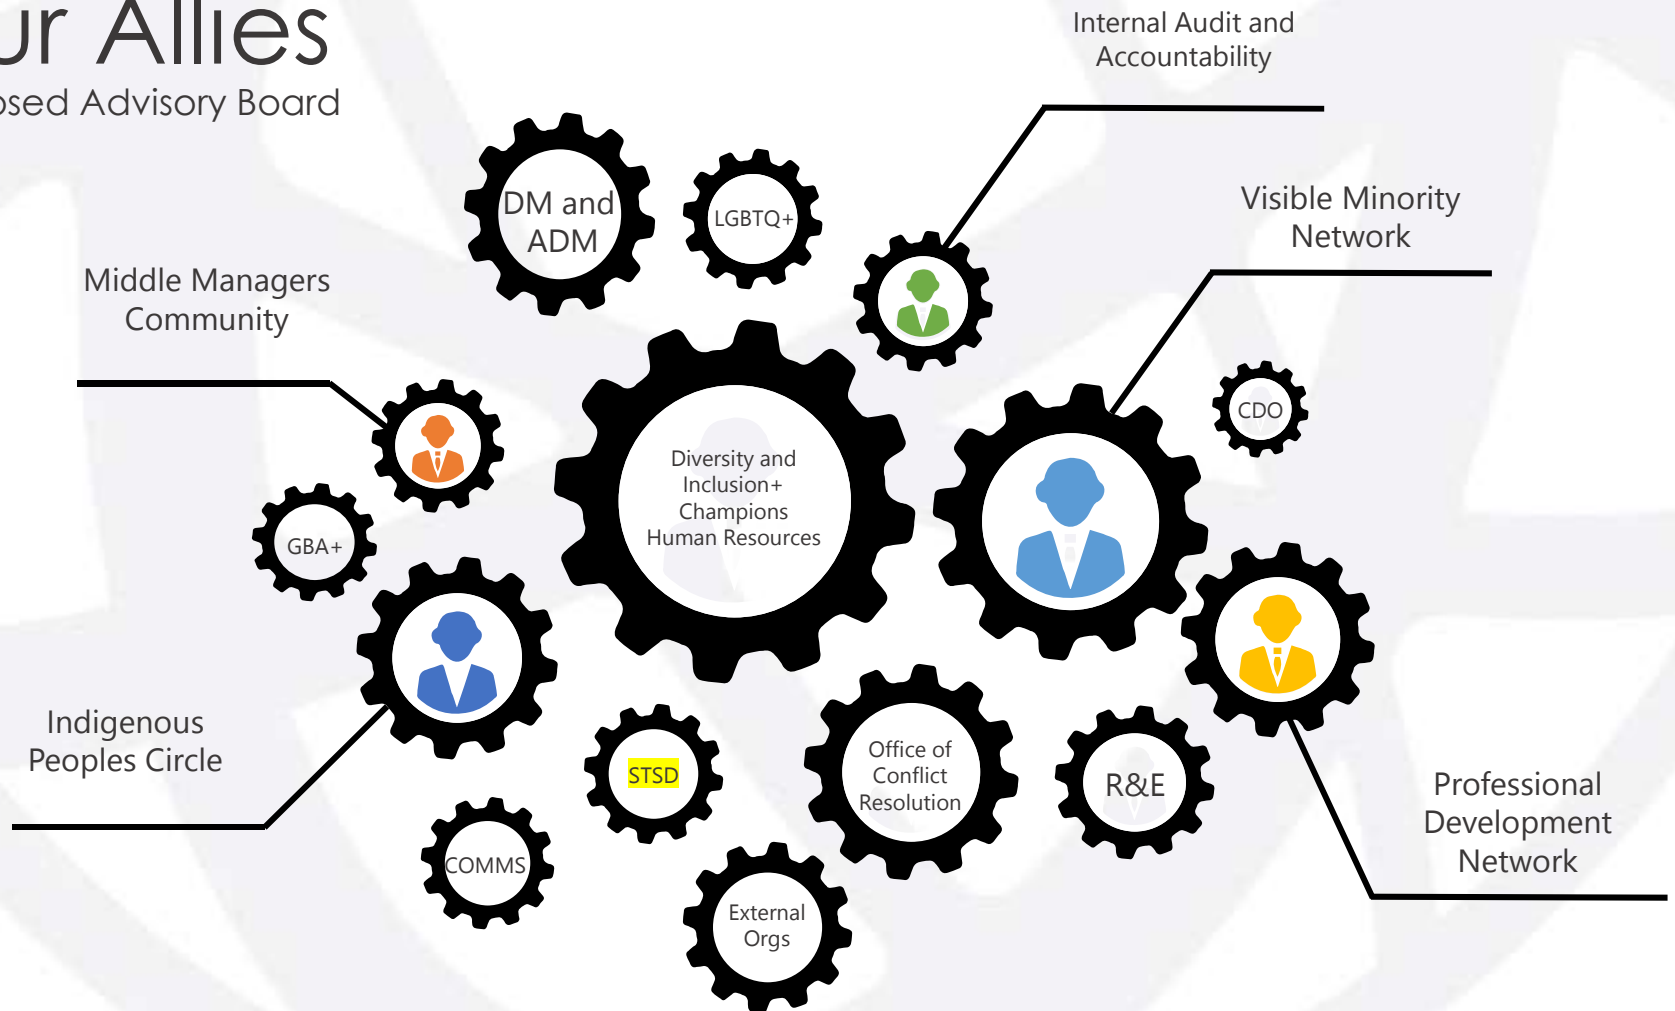 ur Allies
osed Advisory Board
Internal Audit and
Accountability
DM and
ADM
LGBTQ+
Visible Minority
Network
Middle Managers
Community
CDO
Diversity and
Inclusion+
Champions
Human Resources
GBA+
Indigenous
Peoples Circle
STSD
Office of
Conflict
Resolution
R&E
Professional
Development
Network
COMMS
External
Orgs